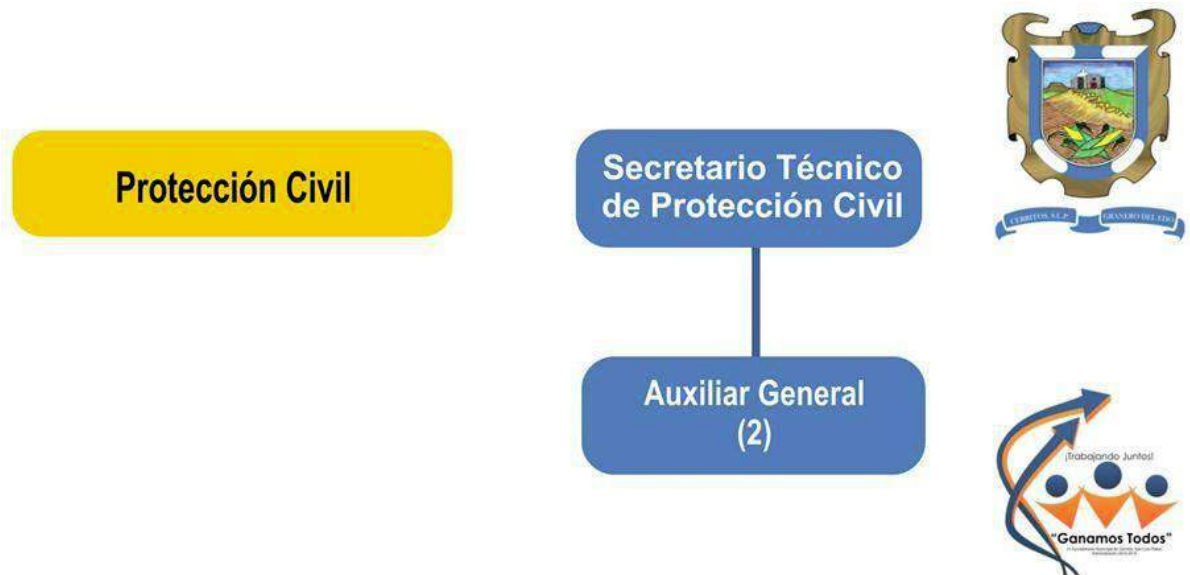 Protección Civil
Secretario Técnico
de Protección Civil
CERRITOS, S.L.P.
GRANERO DEL EDO
Auxiliar General
(2)
¡Trabajando Juntos!
"Ganamos Todos"